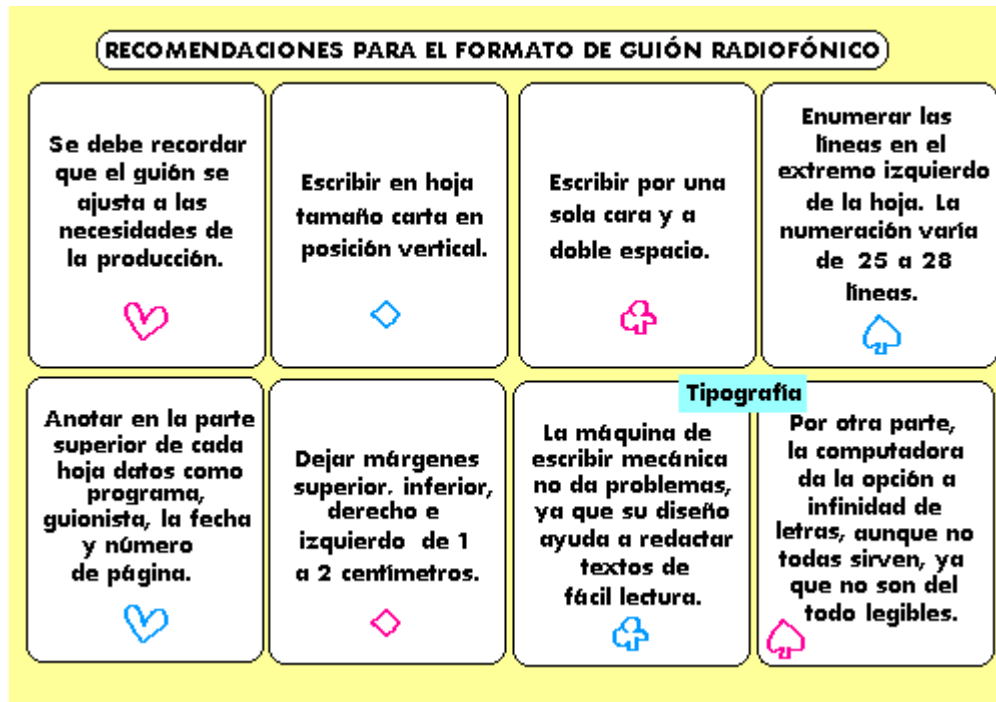 RECOMENDACIONES PARA EL FORMATO DE GUIÓN RADIOFÓNICO
Se debe recordar
que el guión se
ajusta a las
necesidades de
la producción.
Escribir en hoja
tamaño carta en
posición vertical.
Escribir por una
sola cara y a
doble espacio.
Enumerar las
líneas en el
extremo izquierdo
de la hoja. La
numeración varía
de 25 a 28
líneas.
Anotar en la parte
superior de cada
hoja datos como
programa,
guionista, la fecha
y número
de página.
Dejar márgenes
superior. inferior,
derecho e
izquierdo de 1
a 2 centímetros.
Tipografía
La máquina de
escribir mecánica
no da problemas,
ya que su diseño
ayuda a redactar
textos de
fácil lectura.
Por otra parte,
la computadora
da la opción a
infinidad de
letras, aunque no
todas sirven, ya
que no son del
todo legibles.